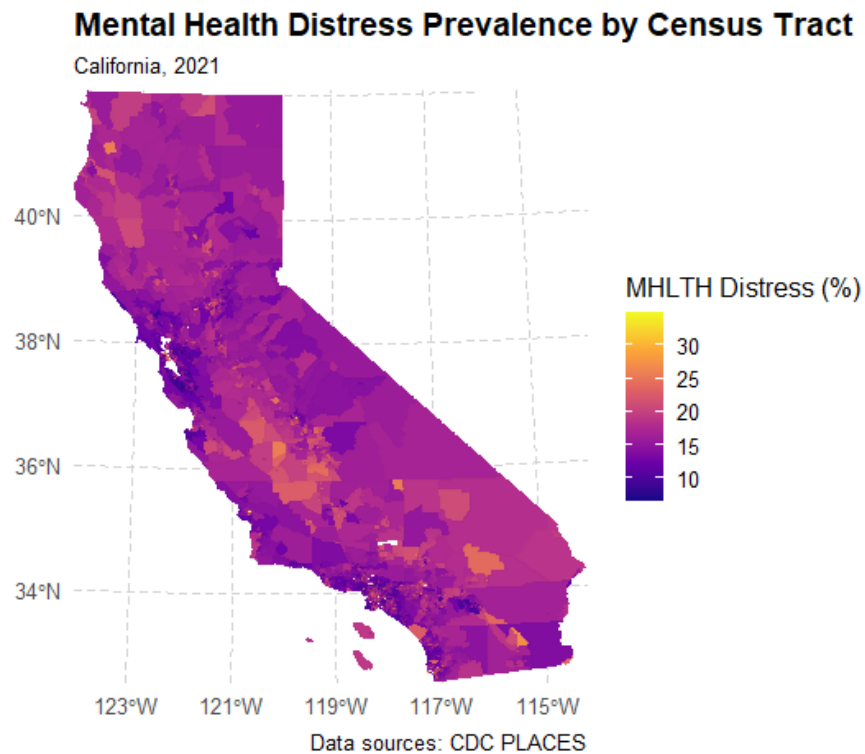 Mental Health Distress Prevalence by Census Tract
California, 2021
40°N
38°N
36°N
34°N
123°W 121°W 119°W 117°W 115°W
MHLTH Distress (%)
30
25
20
15
10
Data sources: CDC PLACES